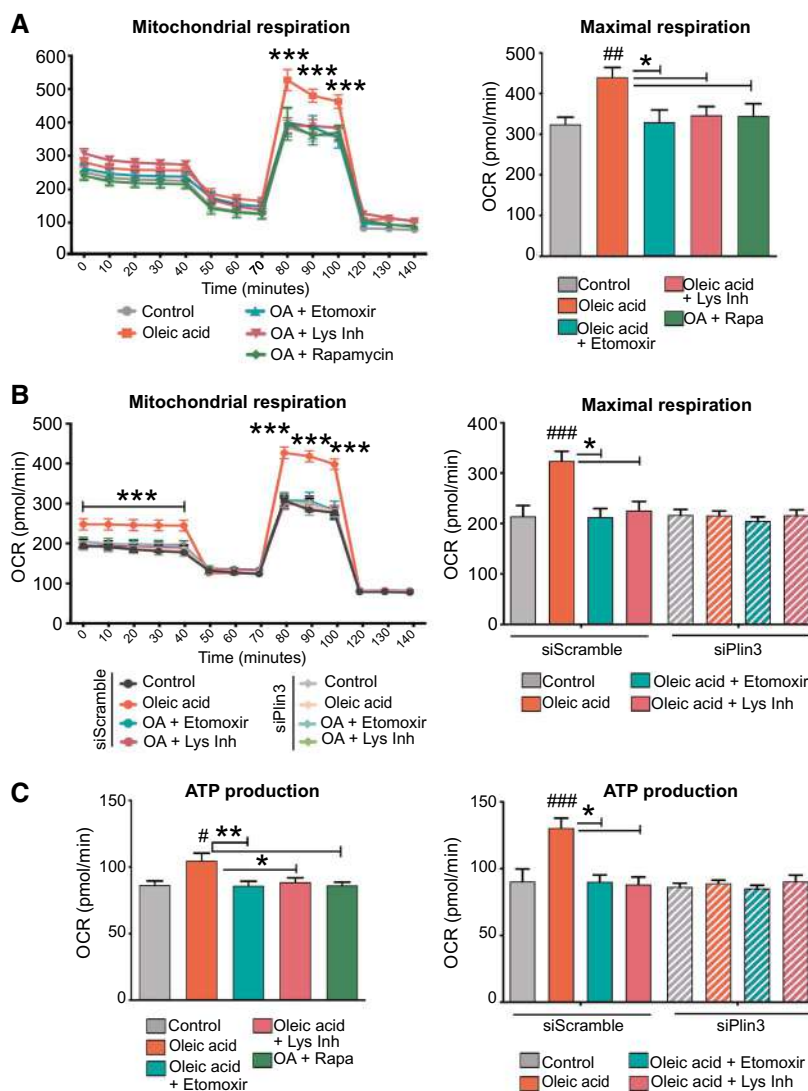 A
Mitochondrial respiration
600
500
400
300
200
100
0
0 10 20 30 40 50 60 70 80 90 100 120 130 140
Time (minutes)
*** *** ***
Control
Oleic acid
OA + Etomoxir
OA + Lys Inh
OA + Rapamycin
Maximal respiration
OCR (pmol/min)
500
400
300
200
100
0
## *
Control
Oleic acid
Oleic acid
+ Etomoxir
Oleic acid
+ Lys Inh
OA + Rapa
B
Mitochondrial respiration
OCR (pmol/min)
500
400
300
200
100
0
*** *** *** ***
0 10 20 30 40 50 60 70 80 90 100 120 130 140
Time (minutes)
siScramble
Control
Oleic acid
OA + Etomoxir
OA + Lys Inh
siPlin3
Control
Oleic acid
OA + Etomoxir
OA + Lys Inh
Maximal respiration
OCR (pmol/min)
400
300
200
100
0
### *
siScramble siPlin3
Control
Oleic acid
Oleic acid + Etomoxir
Oleic acid + Lys Inh
C
ATP production
OCR (pmol/min)
150
100
50
0
# ** *
Control
Oleic acid
Oleic acid
+ Etomoxir
Oleic acid
+ Lys Inh
OA + Rapa
ATP production
OCR (pmol/min)
150
100
50
0
### *
siScramble siPlin3
Control
Oleic acid
Oleic acid + Etomoxir
Oleic acid + Lys Inh